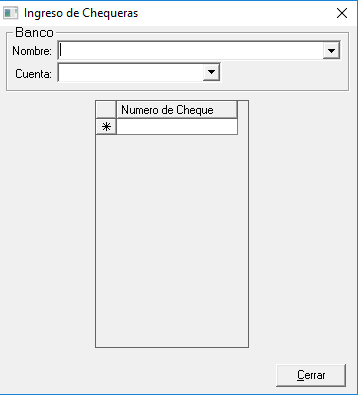 Ingreso de Chequeras
Banco
Nombre:
Cuenta:
Numero de Cheque
Cerrar